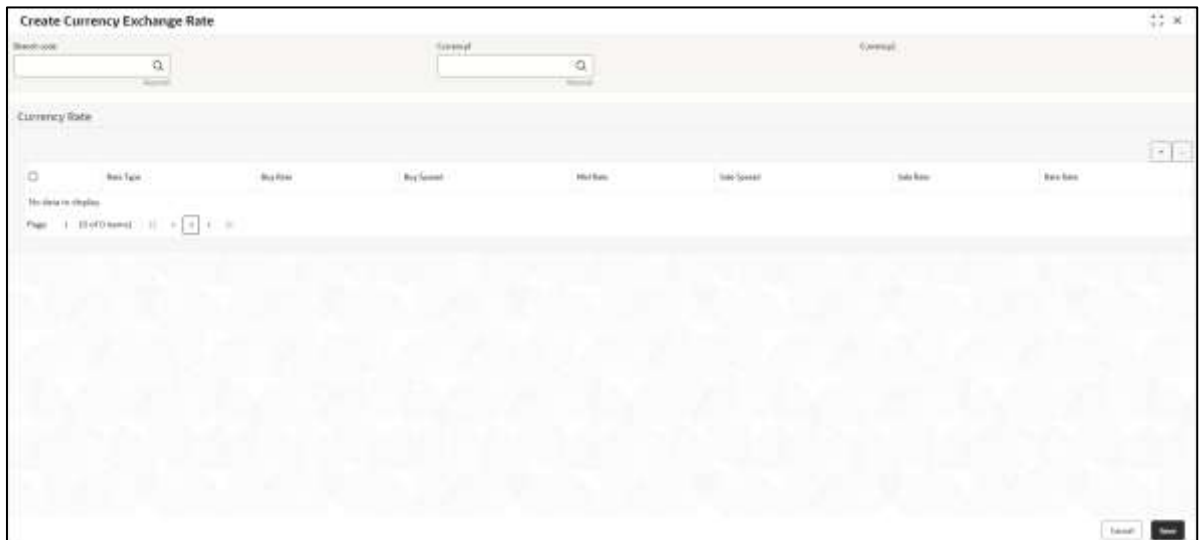 Create Currency Exchange Rate
Branch code Currency1 Currency2
Required Required
Currency Rate
+ -
Rate Type Buy Rate Buy Spread Mid Rate Sale Spread Sale Rate Rate Date
No data to display.
Page 1 (0 of 0 items) 1
Cancel Save